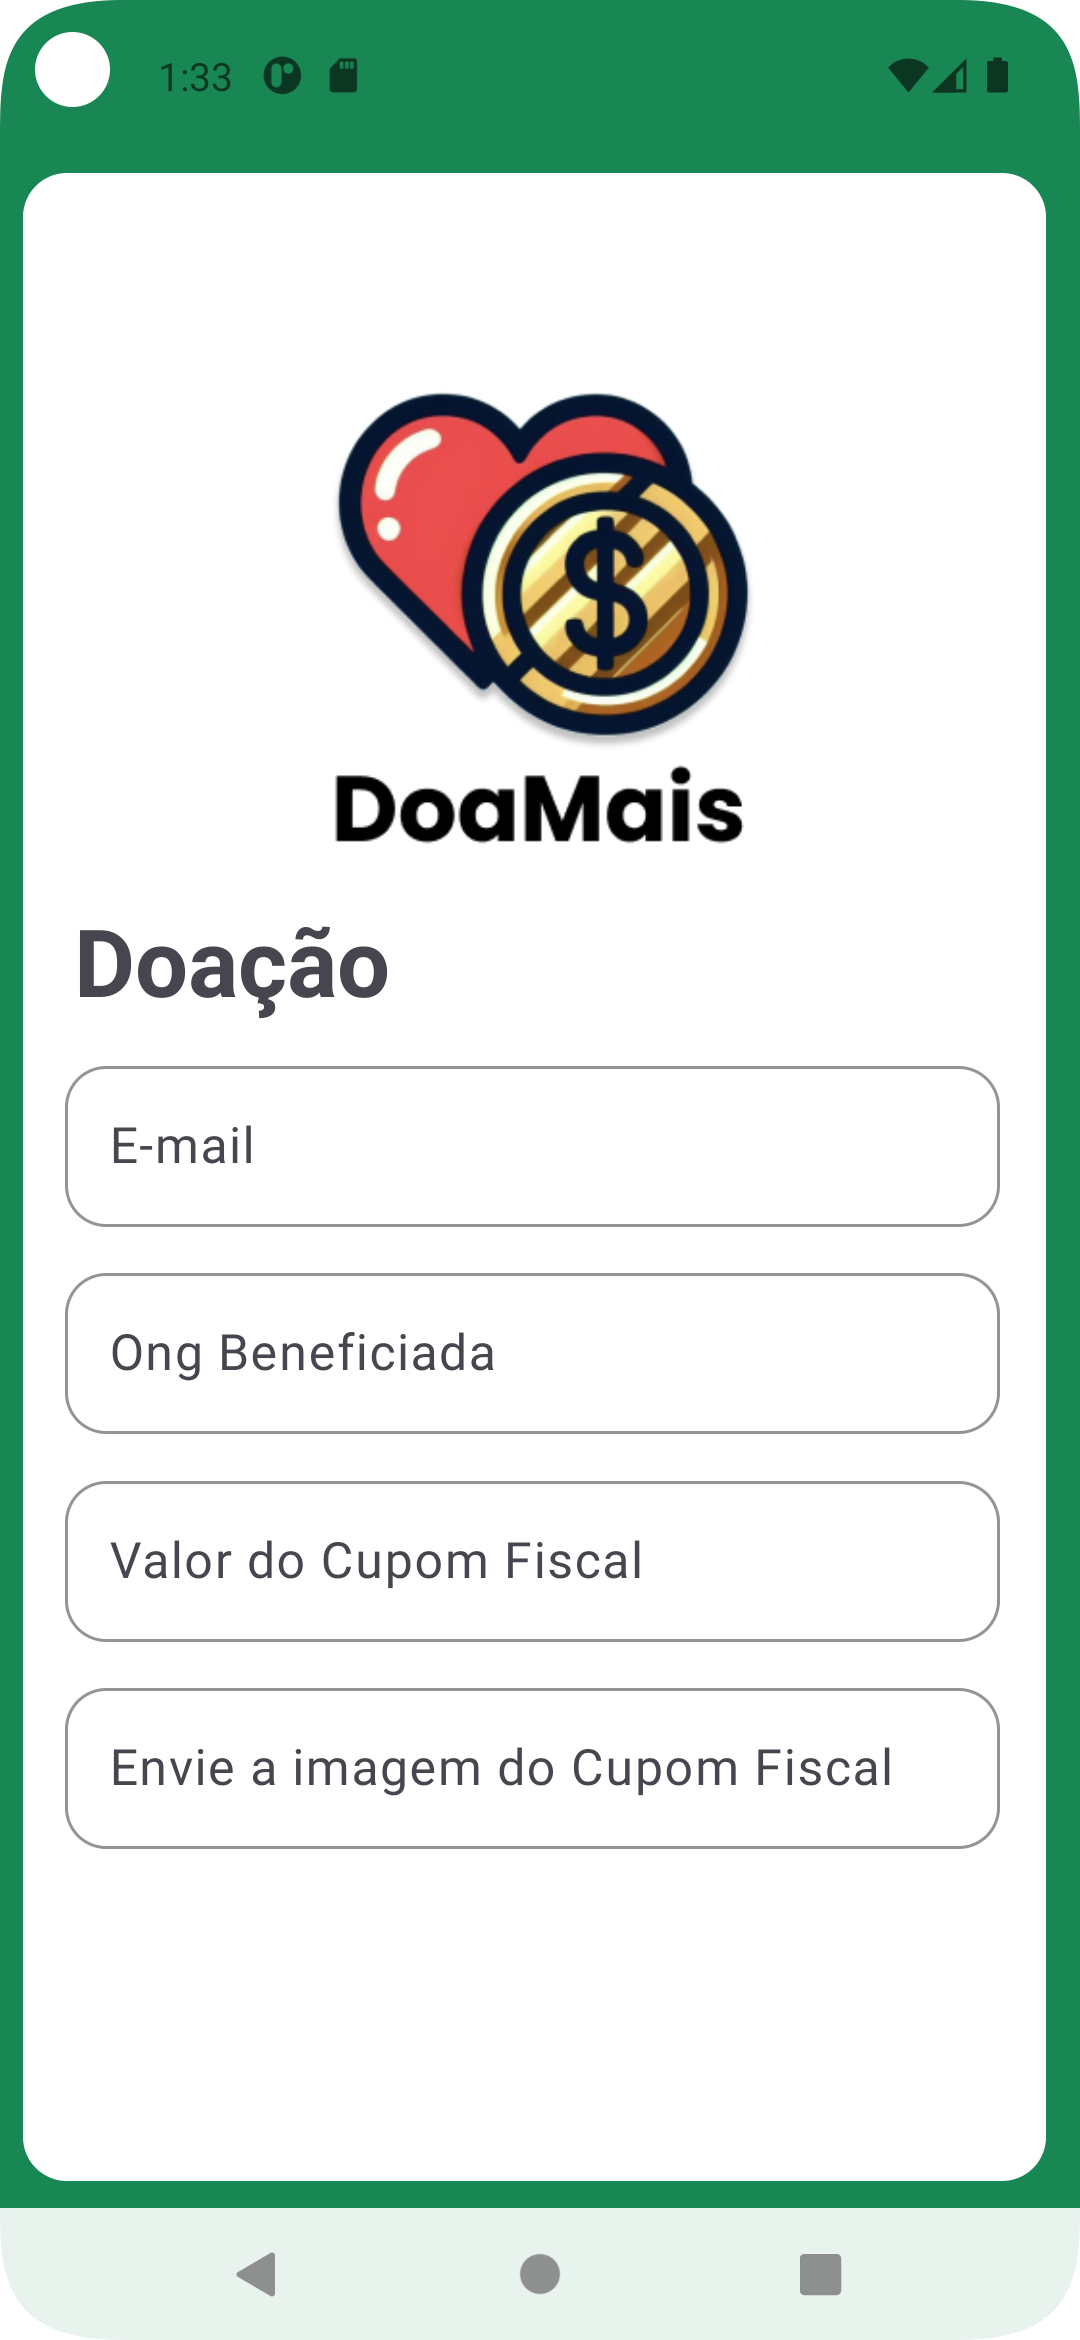 1:33
$
DoaMais
Doação
E-mail
Ong Beneficiada
Valor do Cupom Fiscal
Envie a imagem do Cupom Fiscal